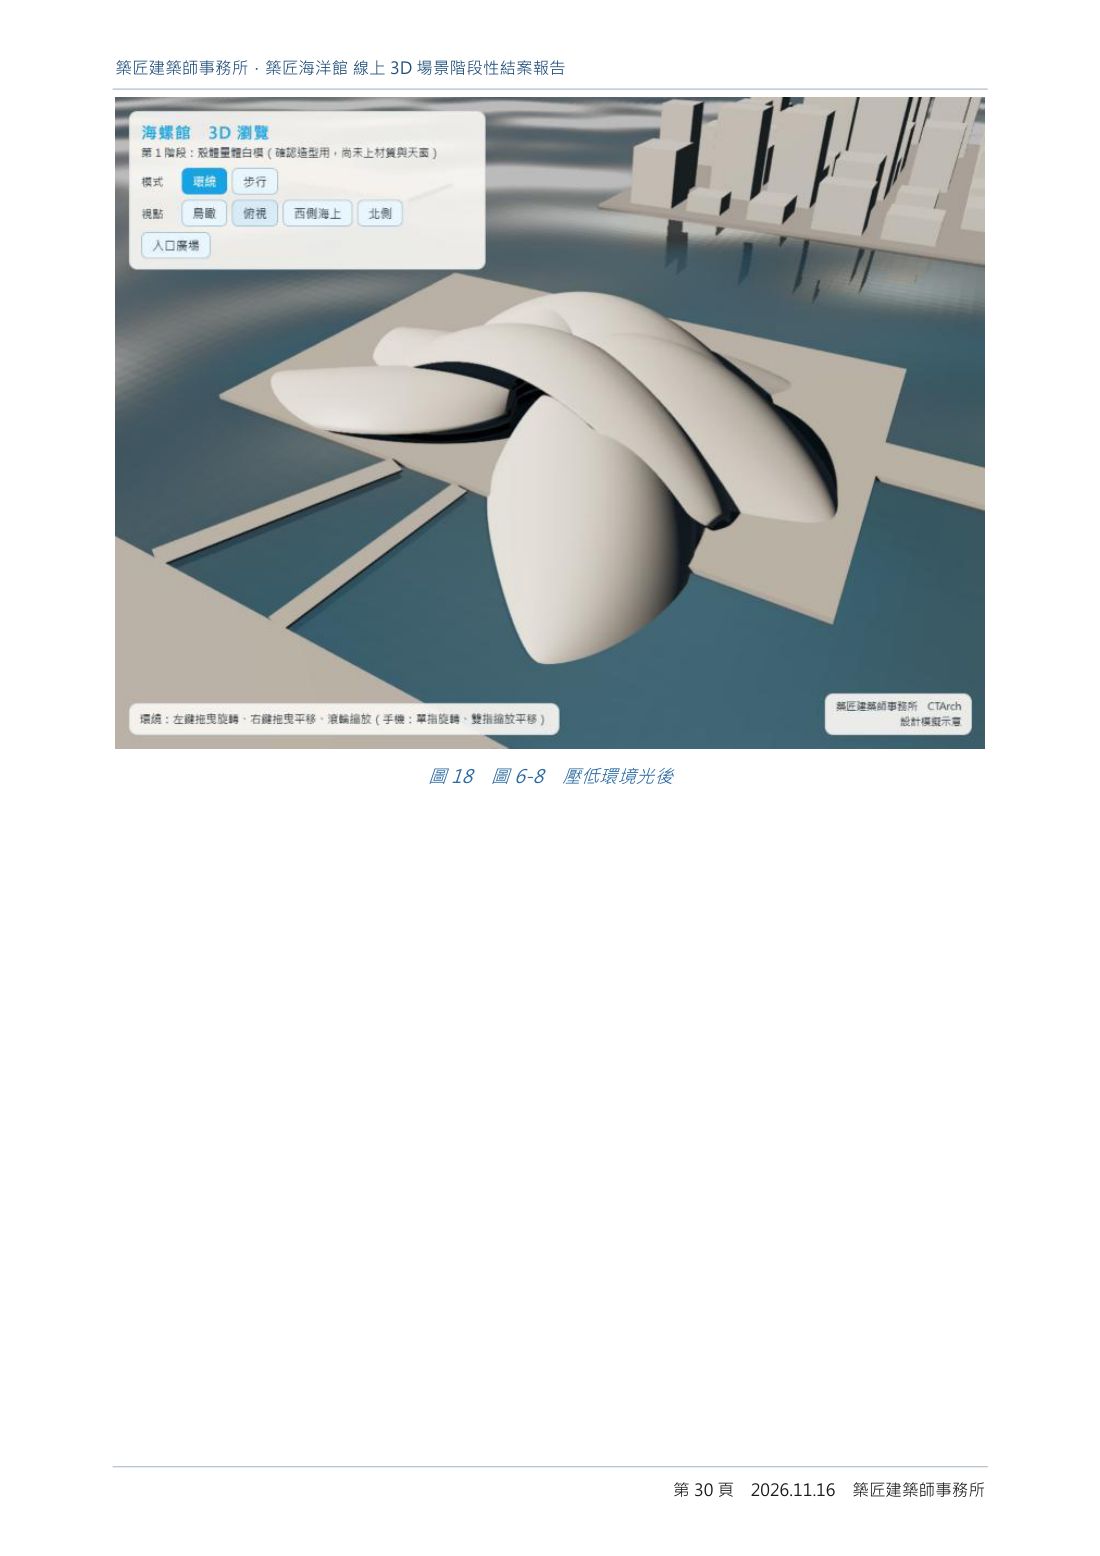 築匠建築師事務所．築匠海洋館 線上 3D 場景階段性結案報告
海螺館 3D 瀏覽
第 1 階段：殼體量體白模（確認造型用，尚未上材質與天窗）
模式 環繞 步行
視點 鳥瞰 俯視 西側海上 北側
入口廣場
環繞：左鍵拖曳旋轉、右鍵拖曳平移、滾輪縮放（手機：單指旋轉、雙指縮放平移）
築匠建築師事務所 CTArch
設計模擬示意
圖 18 圖 6-8 壓低環境光後
第 30 頁 2026.11.16 築匠建築師事務所